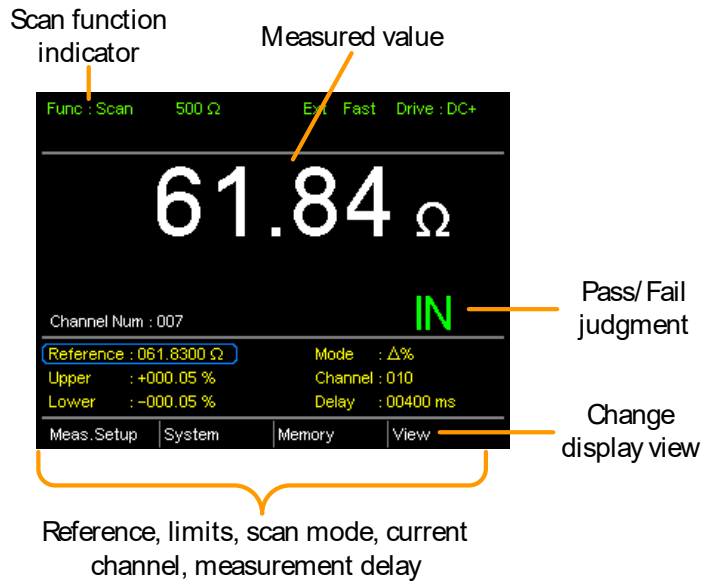 Scan function
indicator
Measured value
Func : Scan 500 Ω Ext Fast Drive : DC+
61.84 Ω
IN
Pass/Fail
judgment
Channel Num : 007
Reference : 061.8300 Ω Mode : Δ%
Upper : +000.05 % Channel : 010
Lower : -000.05 % Delay : 00400 ms
Meas.Setup System Memory View
Change
display view
Reference, limits, scan mode, current
channel, measurement delay